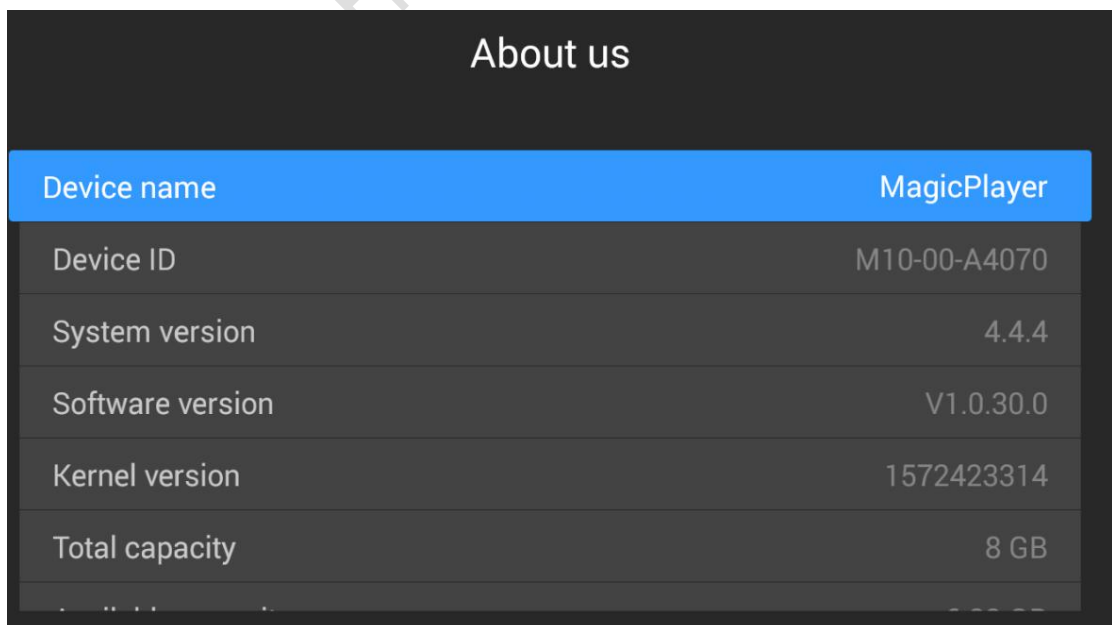 About us
Device name MagicPlayer
Device ID M10-00-A4070
System version 4.4.4
Software version V1.0.30.0
Kernel version 1572423314
Total capacity 8 GB